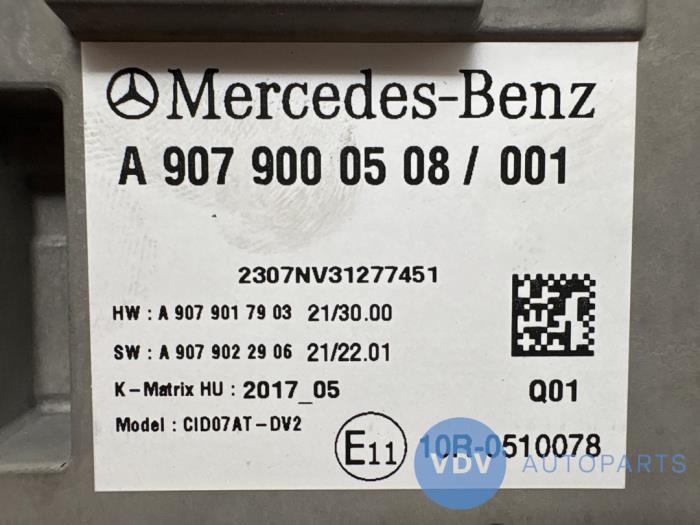 Mercedes-Benz
A 907 900 05 08 / 001
2307NV31277451
HW : A 907 901 79 03 21/30.00
SW : A 907 902 29 06 21/22.01
K-Matrix HU : 2017_05
Q01
Model : CID07AT-DV2
E11 10R-0510078
VDV AUTOPARTS